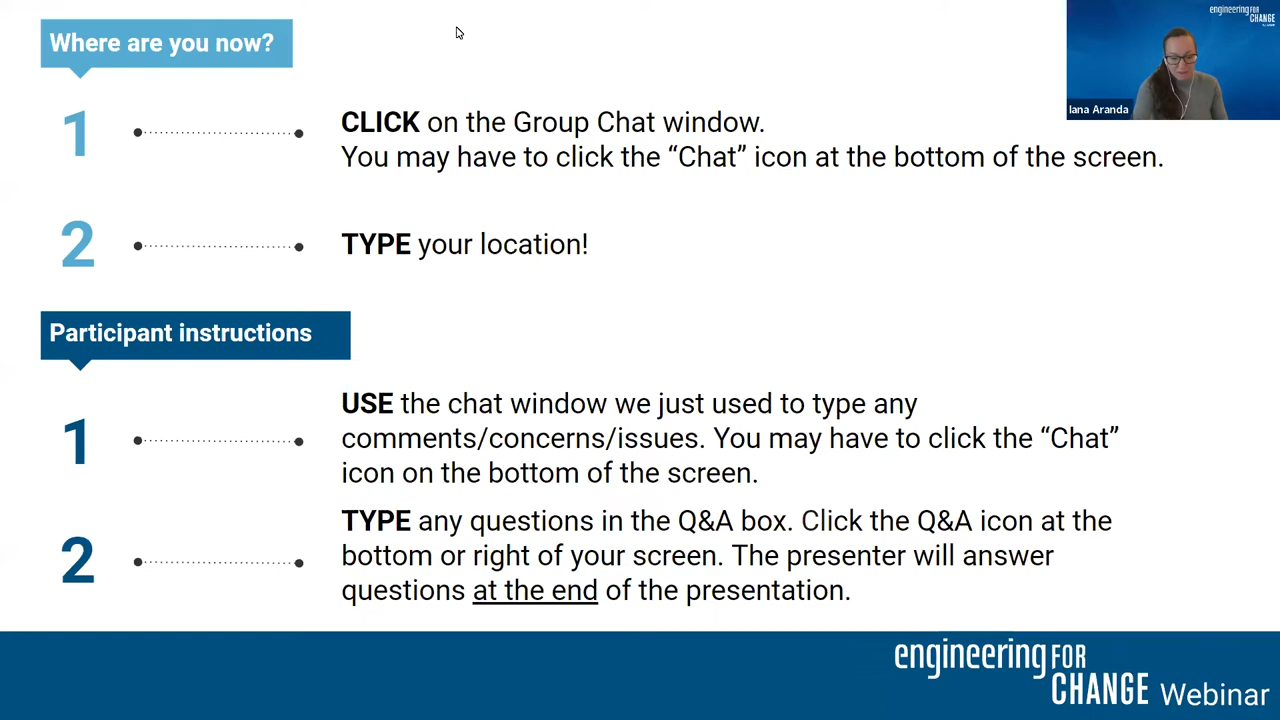 Where are you now?
engineering FOR
CHANGE
Iana Aranda
1
CLICK on the Group Chat window.
You may have to click the “Chat” icon at the bottom of the screen.
2
TYPE your location!
Participant instructions
1
USE the chat window we just used to type any
comments/concerns/issues. You may have to click the “Chat”
icon on the bottom of the screen.
2
TYPE any questions in the Q&A box. Click the Q&A icon at the
bottom or right of your screen. The presenter will answer
questions at the end of the presentation.
engineering FOR
CHANGE Webinar